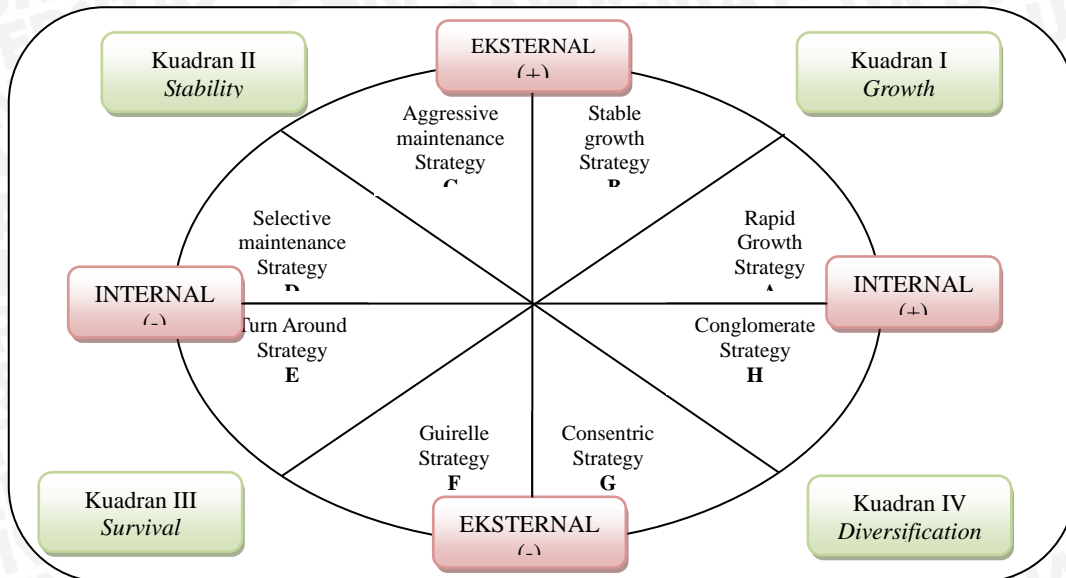 EKSTERNAL
(+)
Kuadran II
Stability
Kuadran I
Growth
Aggressive
maintenance
Strategy
C
Stable
growth
Strategy
B
Selective
maintenance
Strategy
D
Rapid
Growth
Strategy
A
INTERNAL
(-)
INTERNAL
(+)
Turn Around
Strategy
E
Conglomerate
Strategy
H
Guirelle
Strategy
F
Consentric
Strategy
G
Kuadran III
Survival
EKSTERNAL
(-)
Kuadran IV
Diversification